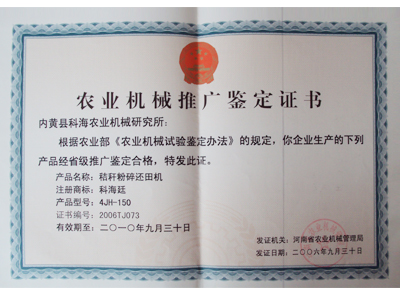 农业机械推广鉴定证书
内黄县科海农业机械研究所：
根据农业部《农业机械试验鉴定办法》的规定，你企业生产的下列
产品经省级推广鉴定合格，特发此证。
产品名称：秸秆粉碎还田机
注册商标：科海廷
产品型号：4JH-150
证书编号：2006TJ073
有效期至：二〇一〇年九月三十日
发证机关：河南省农业机械管理局
发证日期：二〇〇六年九月三十日